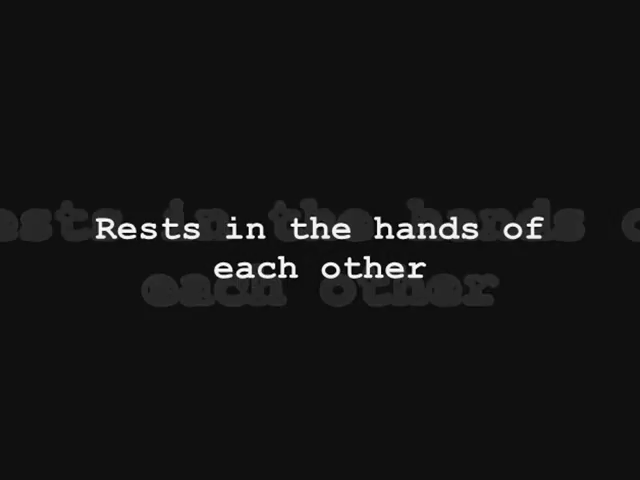 Rests in the hands of
each other